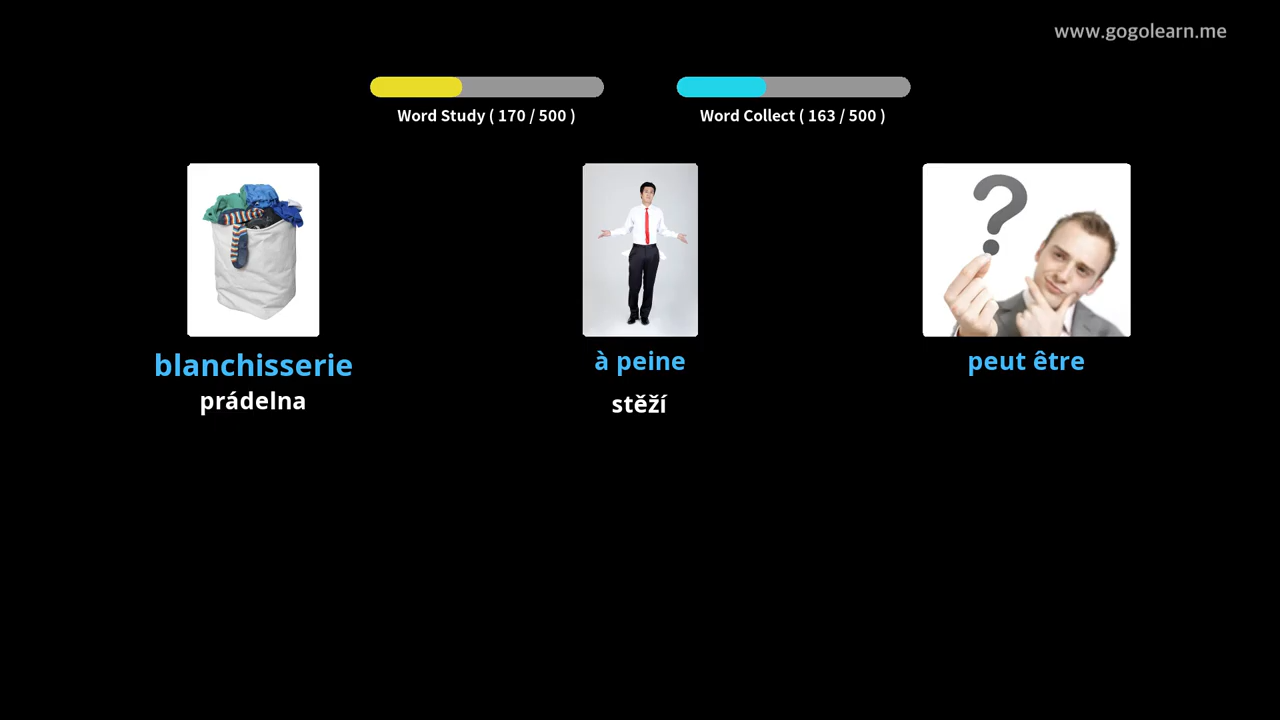 www.gogolearn.me
Word Study ( 170 / 500 )
Word Collect ( 163 / 500 )
?
blanchisserie
prádelna
à peine
stěží
peut être